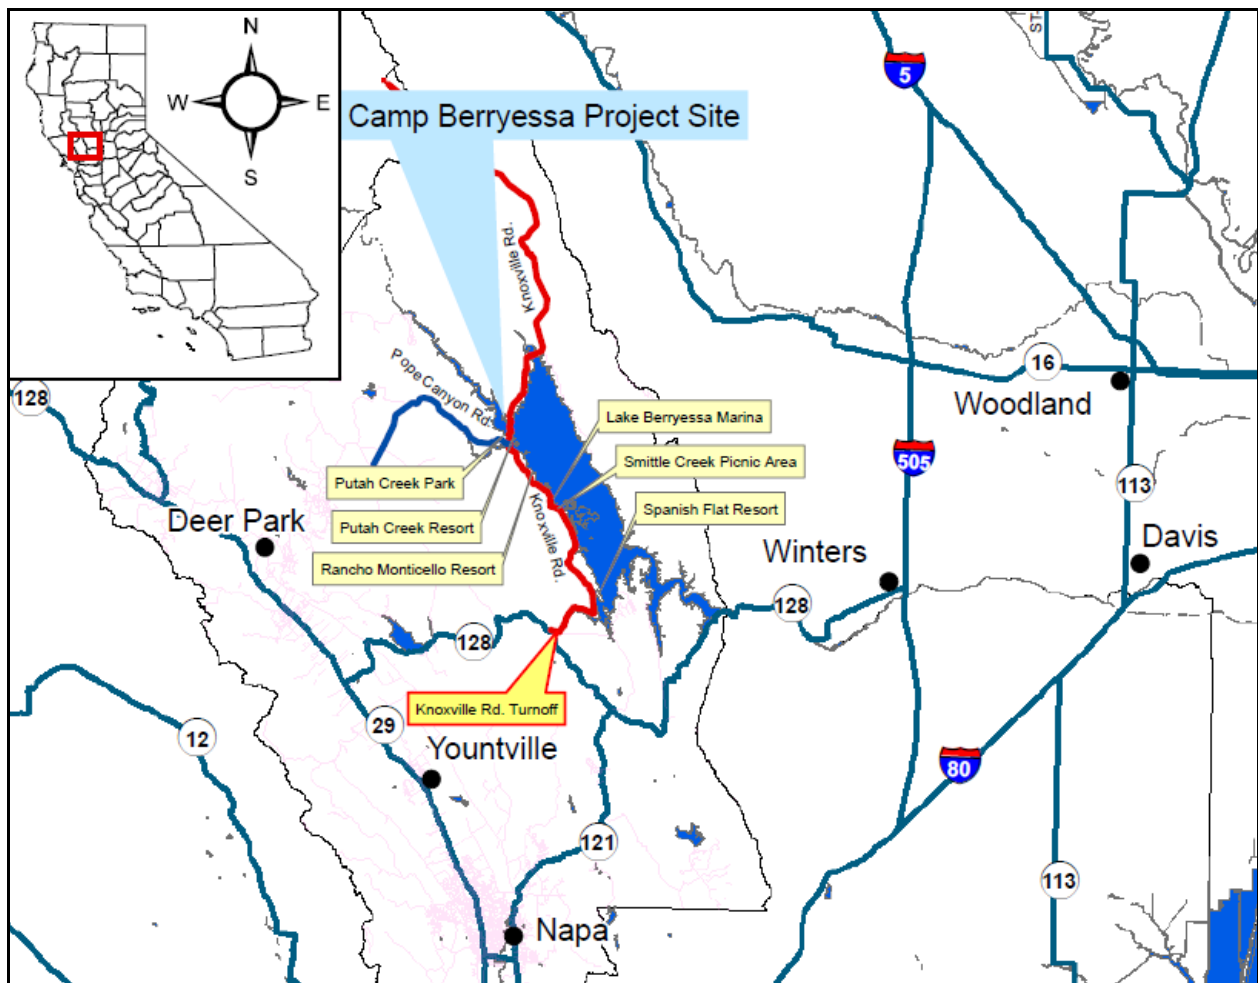 N
W
E
S
ST-
5
Camp Berryessa Project Site
Knoxville Rd.
16
Woodland
128
Pope Canyon Rd.
Lake Berryessa Marina
Smittle Creek Picnic Area
505
Putah Creek Park
113
Spanish Flat Resort
Putah Creek Resort
Deer Park
Knoxville Rd.
Winters
Davis
Rancho Monticello Resort
128
128
Knoxville Rd. Turnoff
29
12
Yountville
80
121
113
Napa